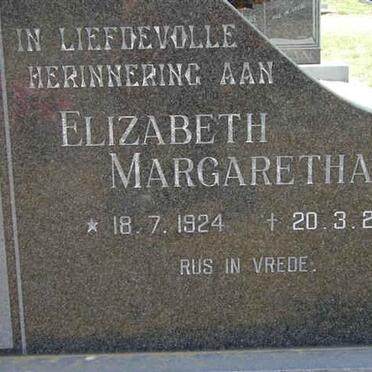 IN LIEFDEVOLLE
HERINNERING AAN
ELIZABETH
MARGARETHA
* 18.7.1924 † 20.3.2
RUS IN VREDE.